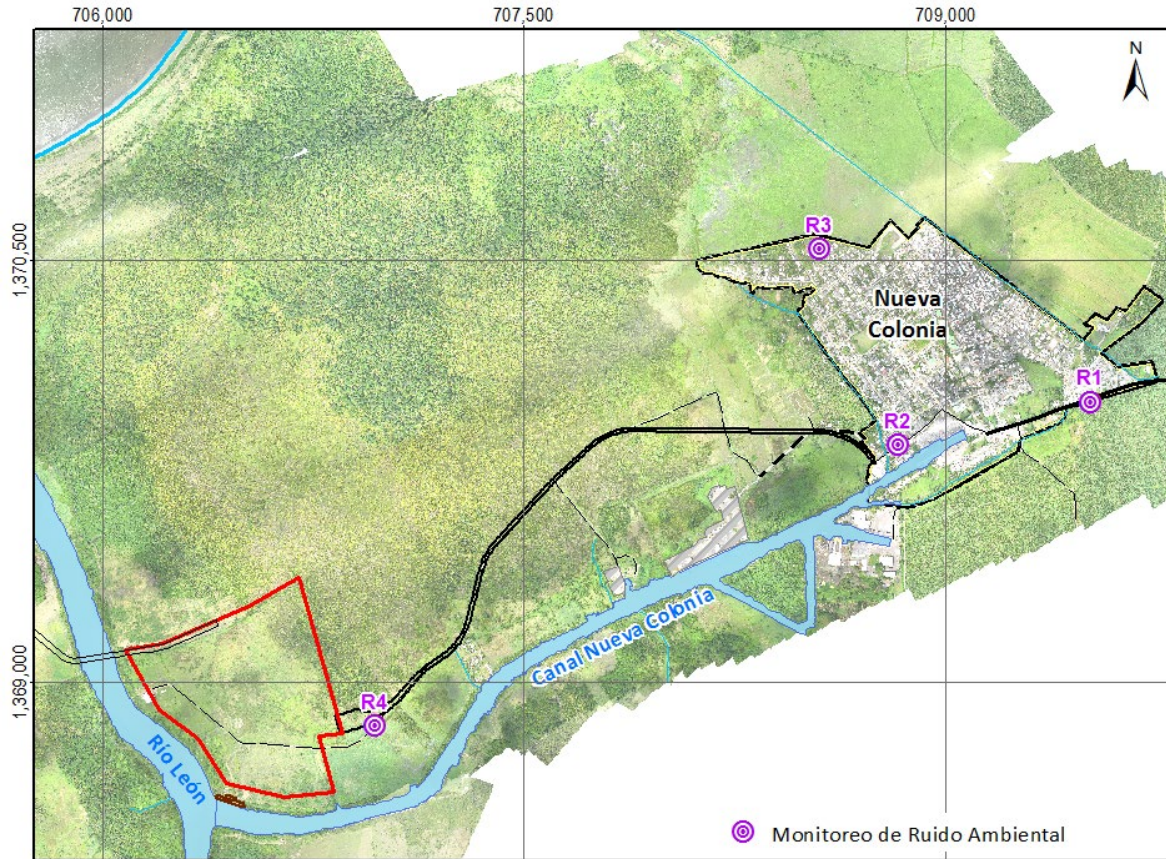 706,000
707,500
709,000
N
1,370,500
R3
Nueva
Colonia
R1
R2
Canal Nueva Colonia
1,369,000
R4
Río León
Monitoreo de Ruido Ambiental